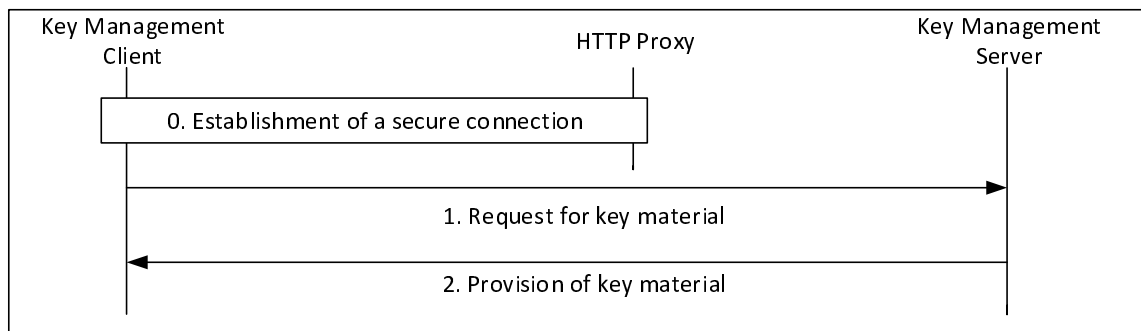 Key Management
Client
HTTP Proxy
Key Management
Server
0. Establishment of a secure connection
1. Request for key material
2. Provision of key material